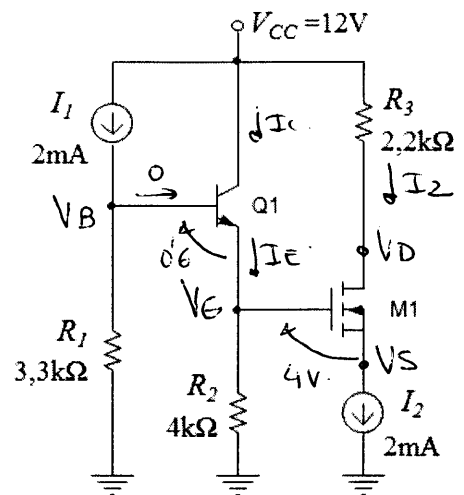 V_CC =12V
I_1
2mA
R_3
2,2kΩ
I_C
I_2
0
V_B
Q1
0'6
I_E
V_D
V_G
M1
R_1
3,3kΩ
4V.
V_S
R_2
4kΩ
I_2
2mA